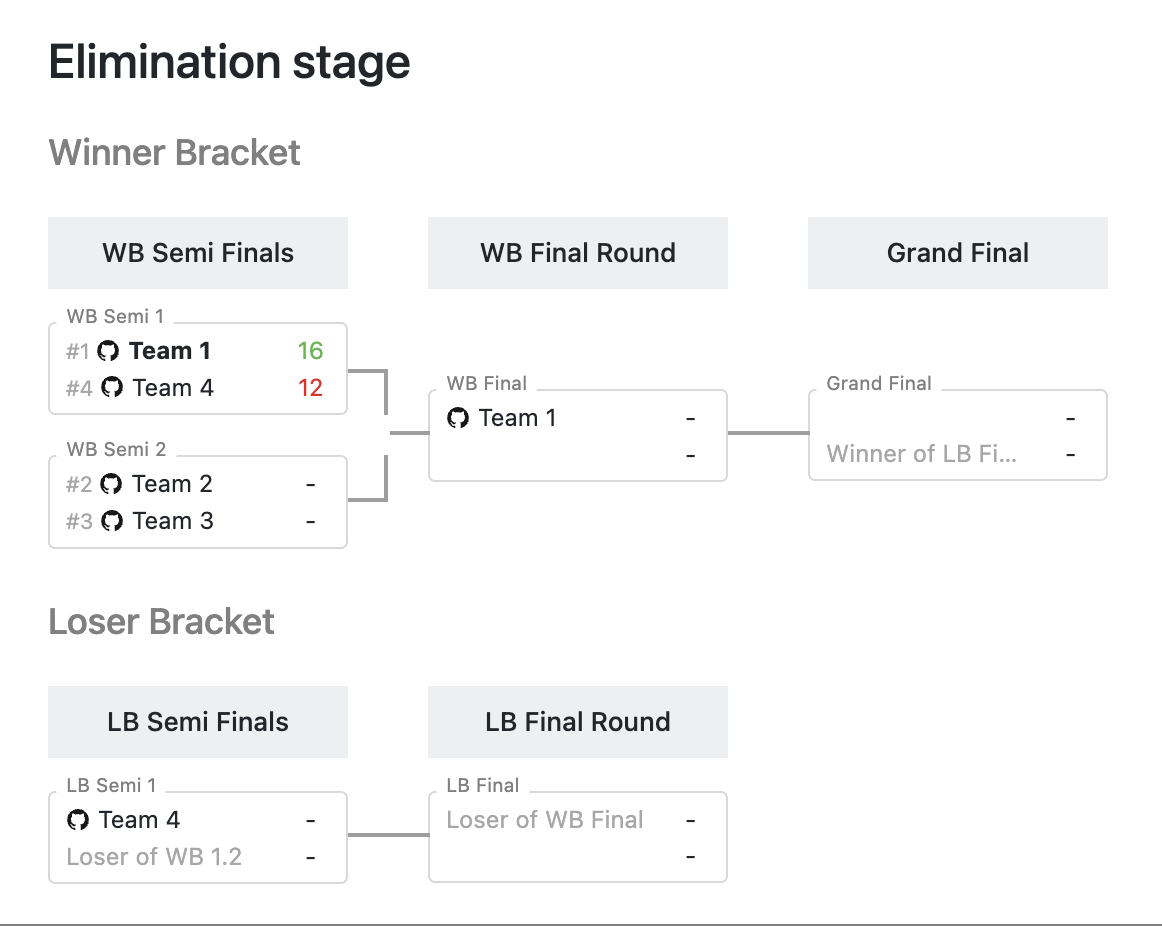 Elimination stage
Winner Bracket
WB Semi Finals
WB Semi 1
#1 Team 1 16
#4 Team 4 12
WB Semi 2
#2 Team 2 -
#3 Team 3 -
WB Final Round
WB Final
Team 1 -
-
Grand Final
Grand Final
-
Winner of LB Fi... -
Loser Bracket
LB Semi Finals
LB Semi 1
Team 4 -
Loser of WB 1.2 -
LB Final Round
LB Final
Loser of WB Final -
-